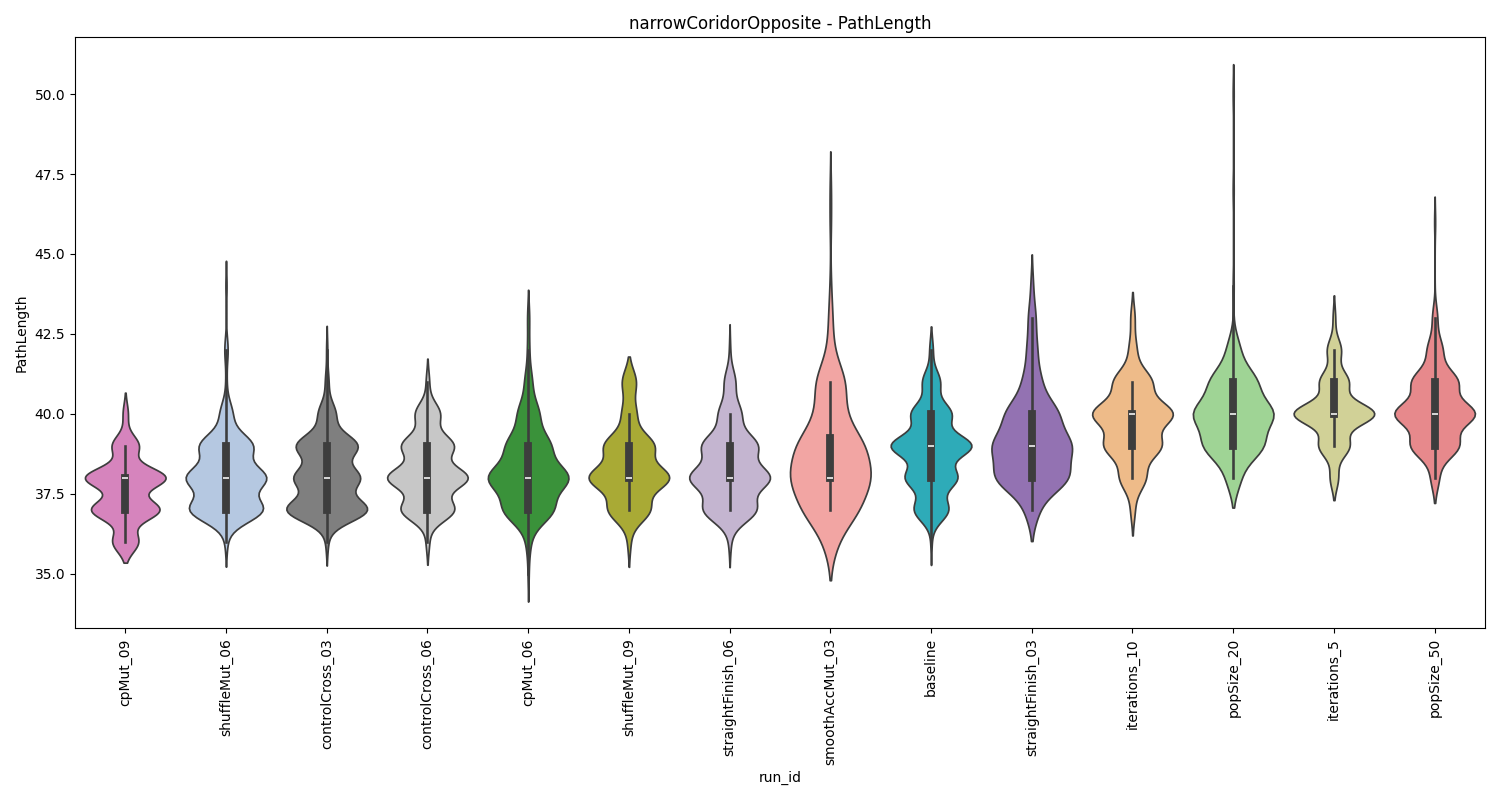 narrowCoridorOpposite - PathLength
PathLength
50.0
47.5
45.0
42.5
40.0
37.5
35.0
cpMut_09
shuffleMut_06
controlCross_03
controlCross_06
cpMut_06
shuffleMut_09
straightFinish_06
smoothAccMut_03
baseline
straightFinish_03
iterations_10
popSize_20
iterations_5
popSize_50
run_id